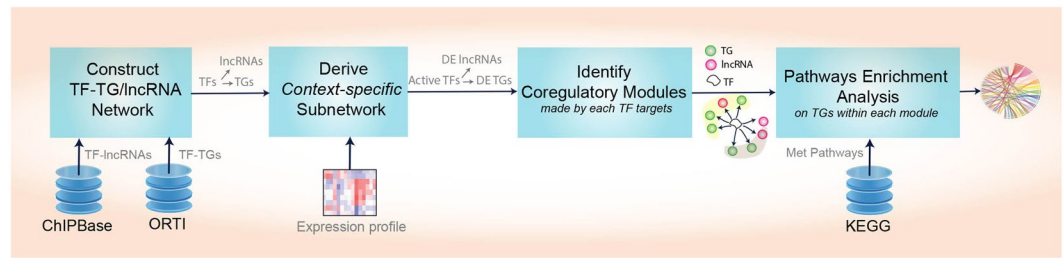 Construct
TF-TG/lncRNA
Network
lncRNAs
TFs → TGs
Derive
Context-specific
Subnetwork
DE lncRNAs
Active TFs → DE TGs
Identify
Coregulatory Modules
made by each TF targets
TG
lncRNA
TF
Pathways Enrichment
Analysis
on TGs within each module
TF-lncRNAs
TF-TGs
Met Pathways
ChIPBase
ORTI
Expression profile
KEGG